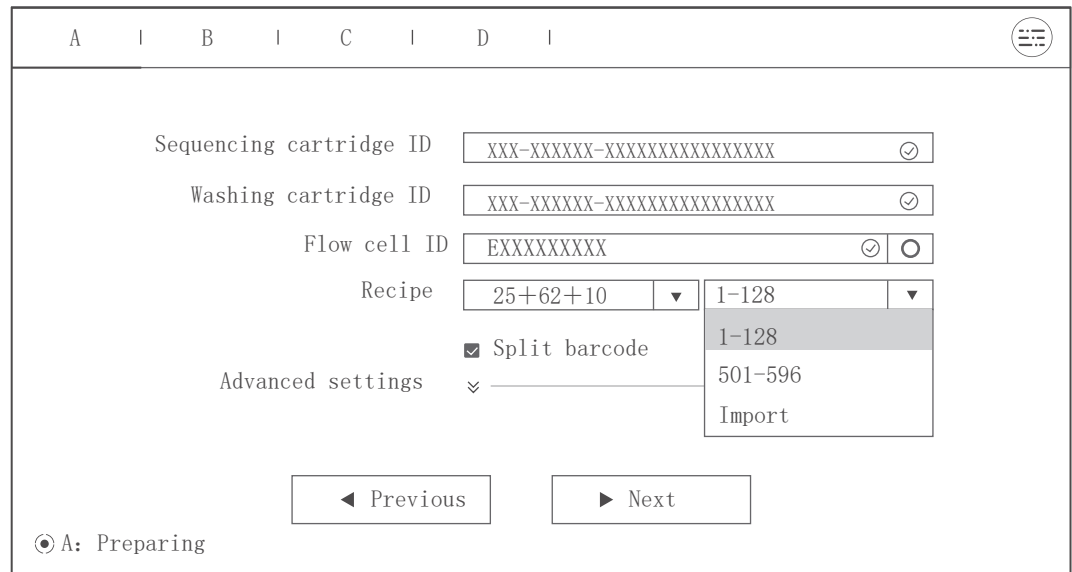 A | B | C | D |
Sequencing cartridge ID XXX-XXXXXX-XXXXXXXXXXXXXXX
Washing cartridge ID XXX-XXXXXX-XXXXXXXXXXXXXXX
Flow cell ID EXXXXXXXXX
Recipe 25+62+10 1-128
1-128
Split barcode
501-596
Advanced settings
Import
Previous Next
A: Preparing